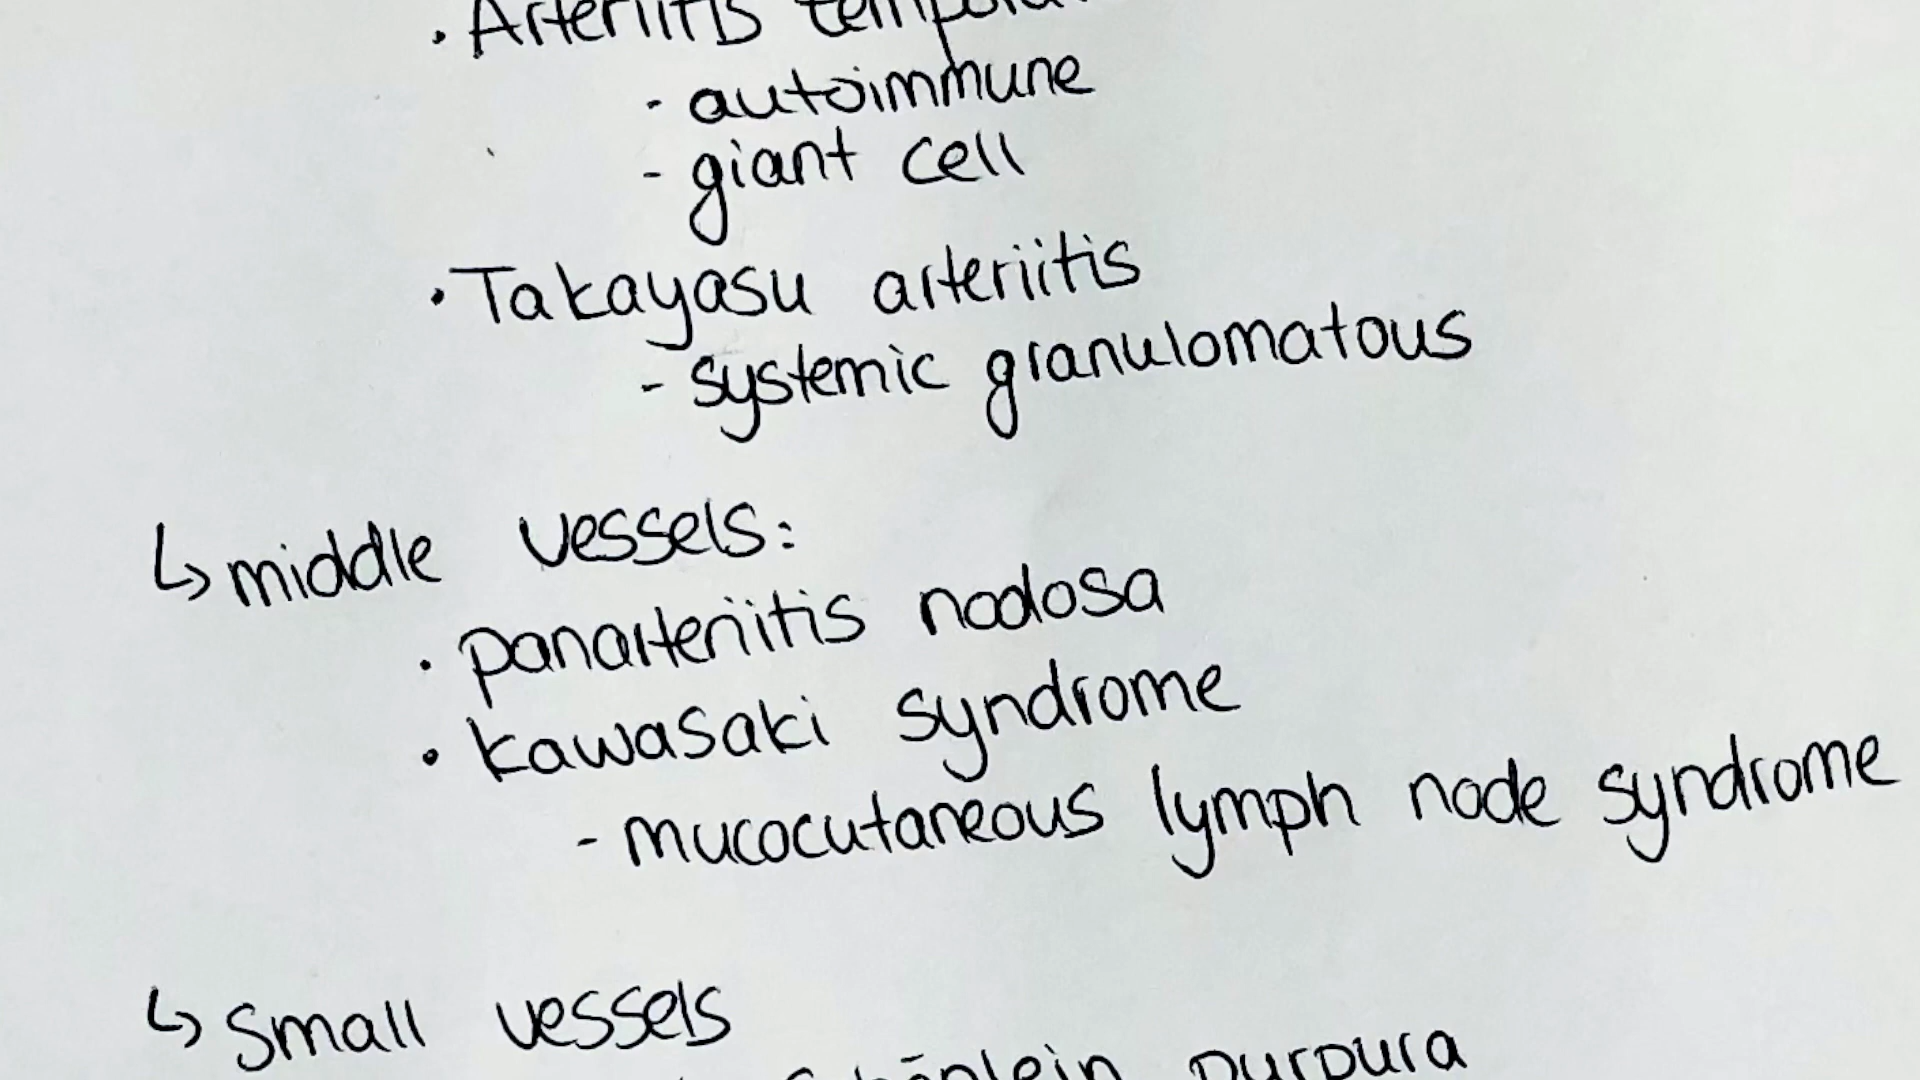 • Arteriitis
- autoimmune
- giant cell
• Takayasu arteriitis
- systemic granulomatous
↳ middle vessels:
• panarteriitis nodosa
• kawasaki syndrome
- mucocutaneous lymph node syndrome
↳ small vessels
purpura